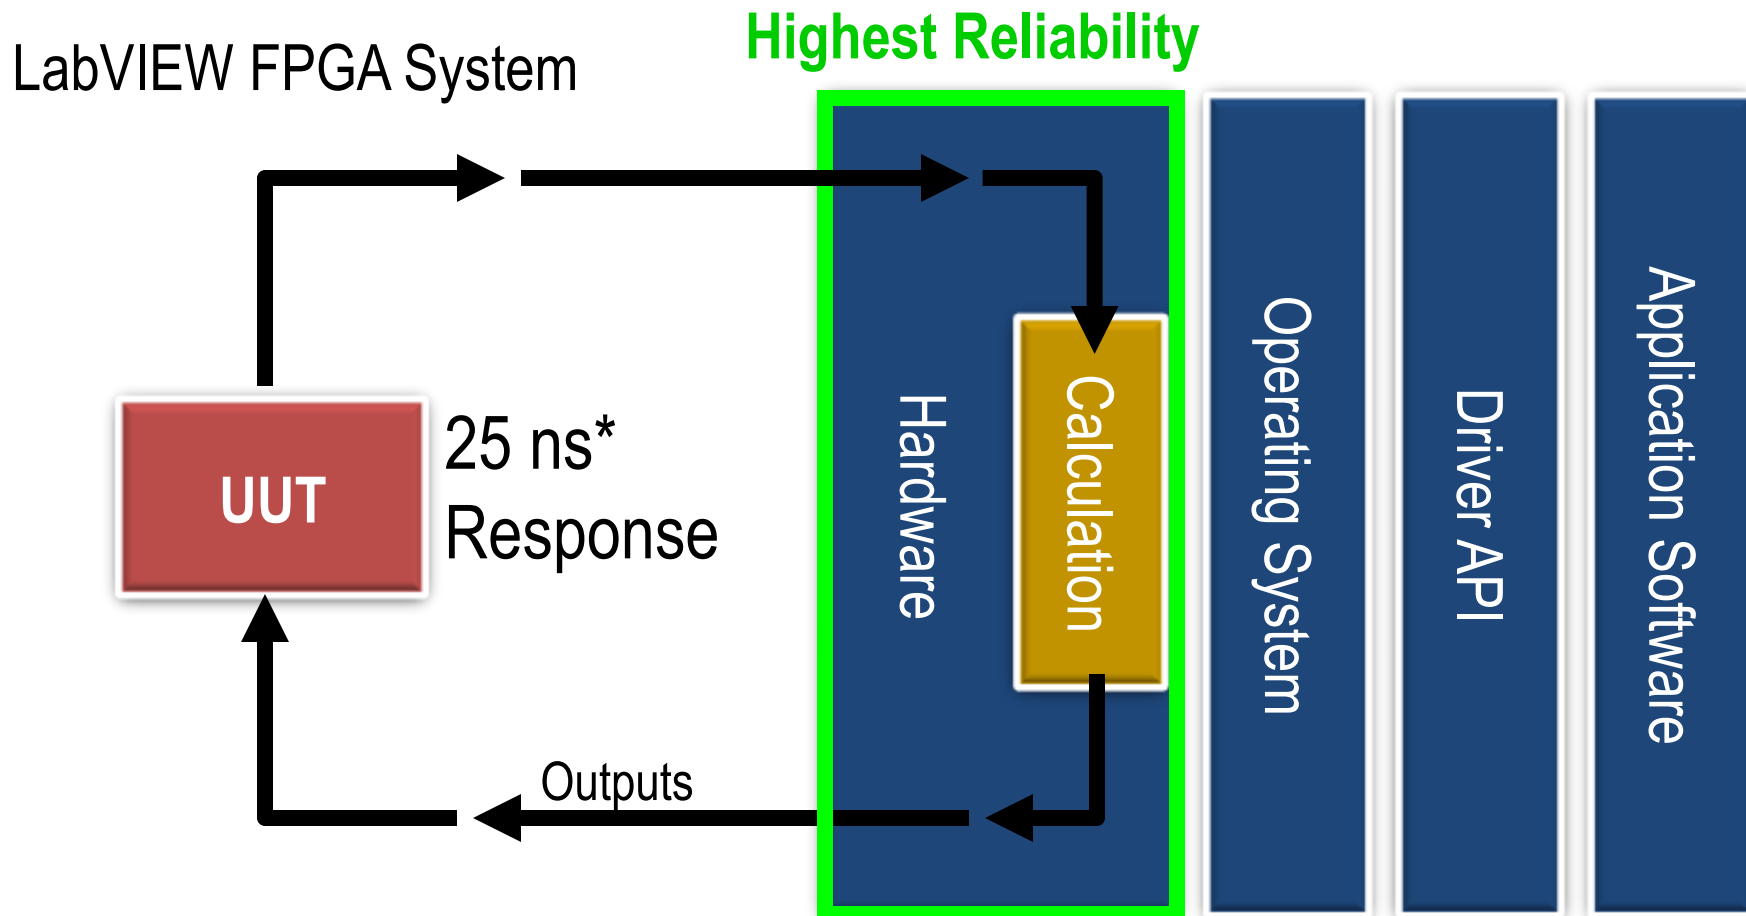 LabVIEW FPGA System
Highest Reliability
UUT
25 ns*
Response
Outputs
Hardware
Calculation
Operating System
Driver API
Application Software